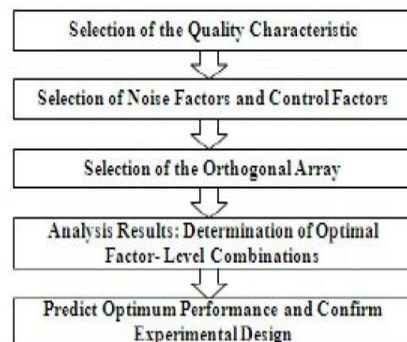 Selection of the Quality Characteristic
Selection of Noise Factors and Control Factors
Selection of the Orthogonal Array
Analysis Results: Determination of Optimal
Factor- Level Combinations
Predict Optimum Performance and Confirm
Experimental Design